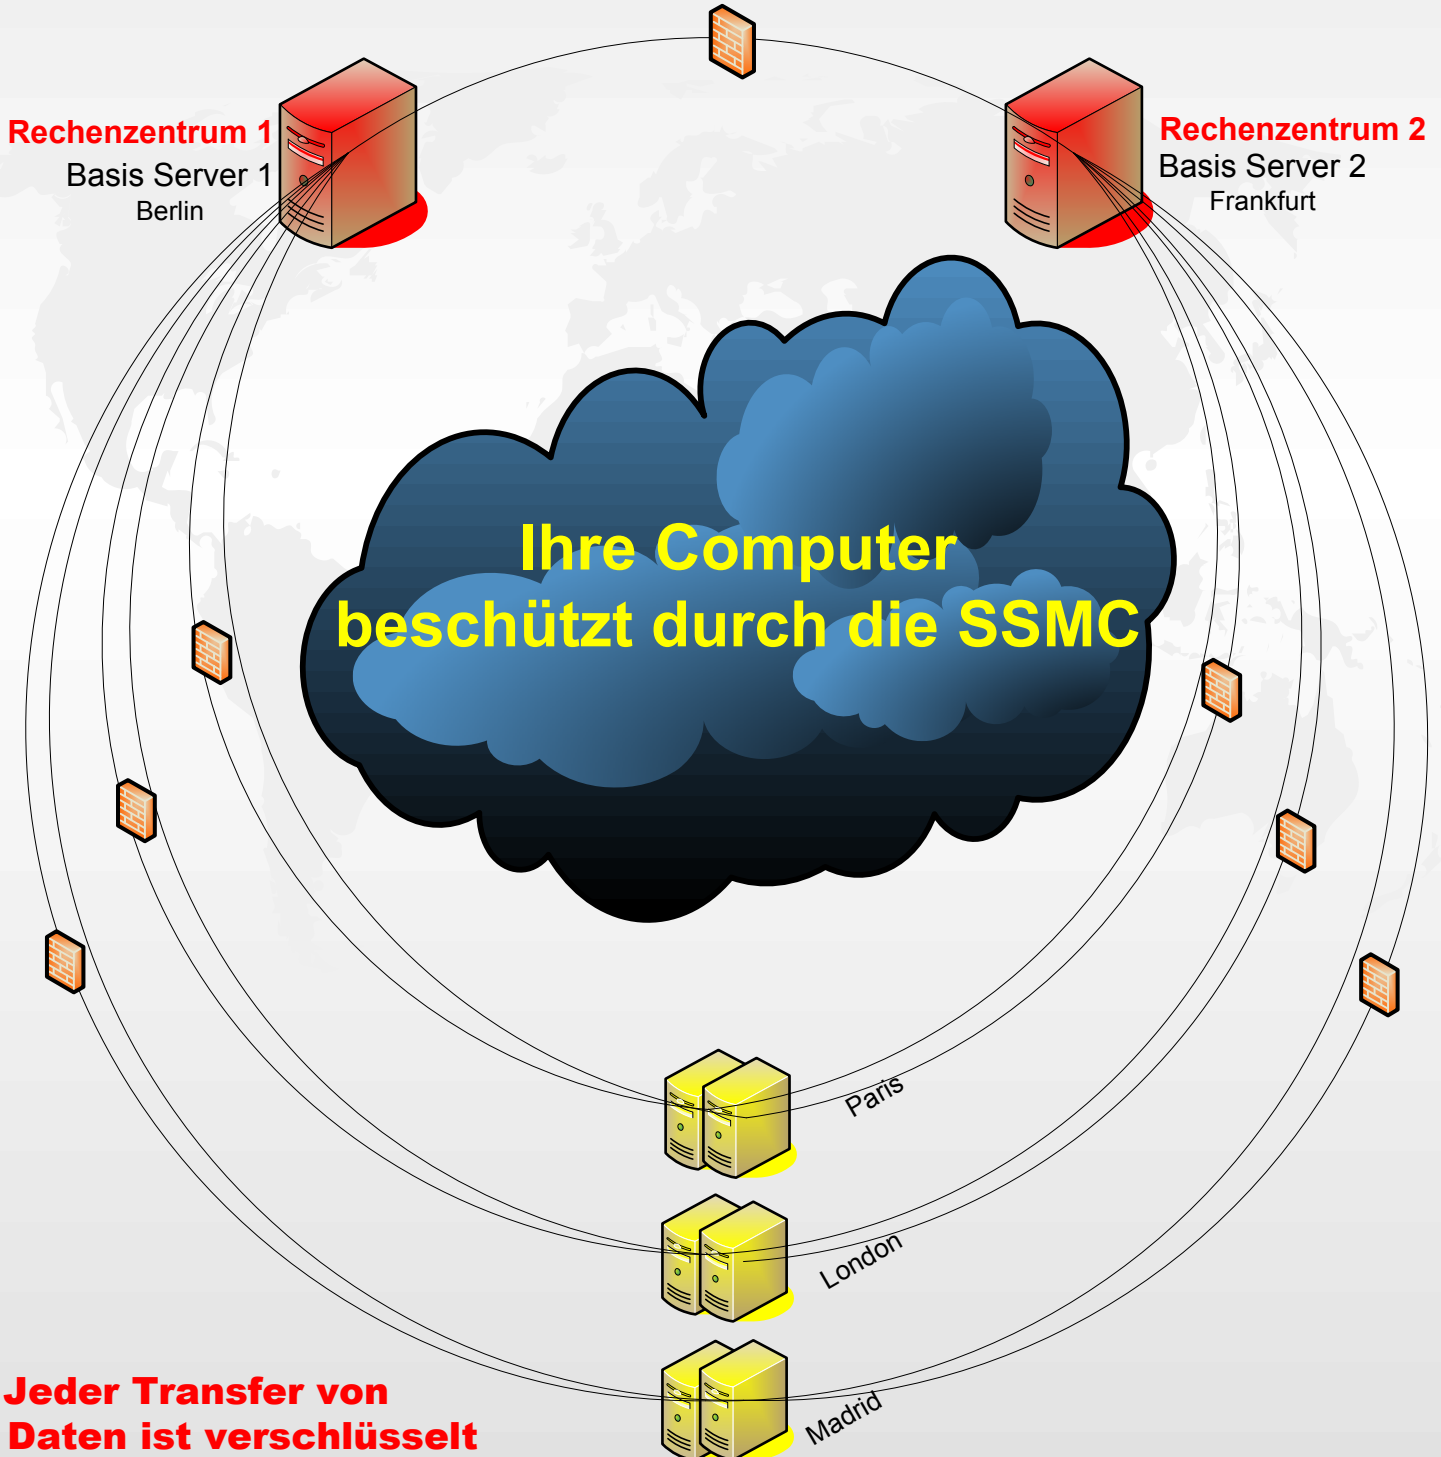 Rechenzentrum 1
Basis Server 1
Berlin
Rechenzentrum 2
Basis Server 2
Frankfurt
Ihre Computer
beschützt durch die SSMC
Paris
London
Madrid
Jeder Transfer von
Daten ist verschlüsselt